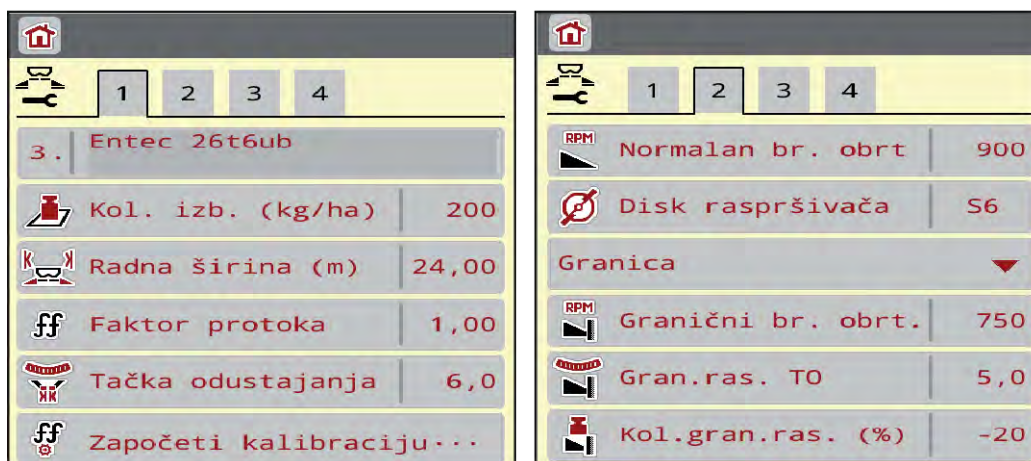 1 2 3 4
3. Entec 26t6ub
Kol. izb. (kg/ha) 200
K K Radna širina (m) 24,00
ff Faktor protoka 1,00
Tačka odustajanja 6,0
ff Započeti kalibraciju···
1 2 3 4
RPM Normalan br. obrt 900
Disk raspršivača S6
Granica
RPM Granični br. obrt. 750
Gran.ras. TO 5,0
Kol.gran.ras. (%) -20